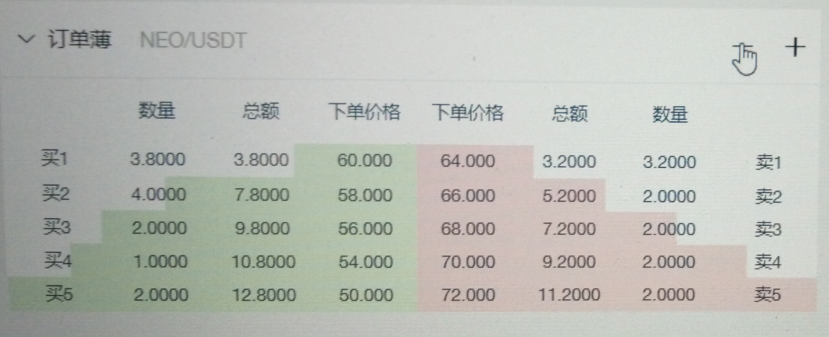 订单薄 NEO/USDT
数量 总额 下单价格 下单价格 总额 数量
买1 3.8000 3.8000 60.000 64.000 3.2000 3.2000 卖1
买2 4.0000 7.8000 58.000 66.000 5.2000 2.0000 卖2
买3 2.0000 9.8000 56.000 68.000 7.2000 2.0000 卖3
买4 1.0000 10.8000 54.000 70.000 9.2000 2.0000 卖4
买5 2.0000 12.8000 50.000 72.000 11.2000 2.0000 卖5